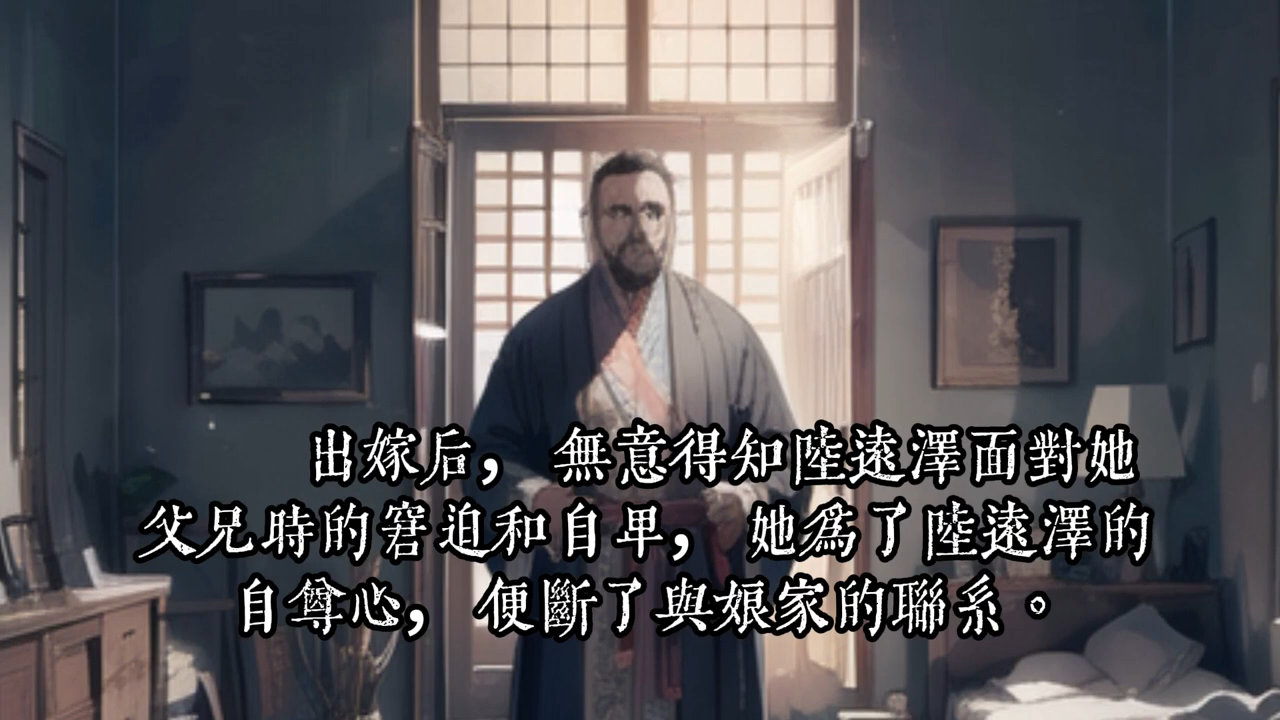 出嫁后，無意得知陸遠澤面對她
父兄時的窘迫和自卑，她爲了陸遠澤的
自尊心，便斷了與娘家的聯系。